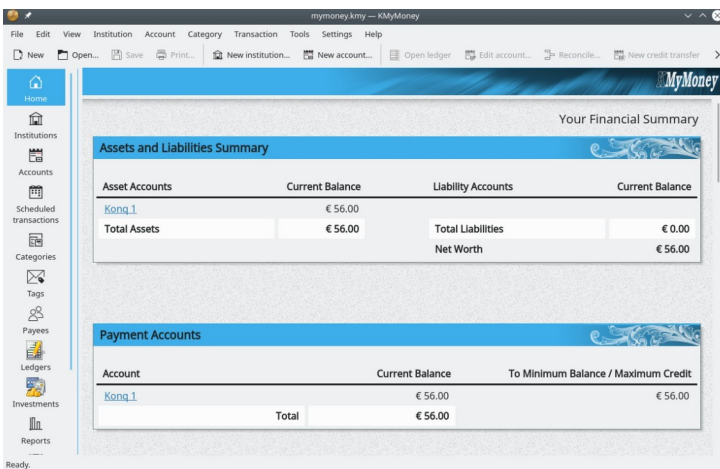 mymoney.kmy — KMyMoney
File Edit View Institution Account Category Transaction Tools Settings Help
New Open... Save Print... New institution... New account... Open ledger Edit account... Reconcile... New credit transfer
Home
Institutions
Accounts
Scheduled
transactions
Categories
Tags
Payees
Ledgers
Investments
Reports
KMyMoney
Your Financial Summary
Assets and Liabilities Summary
Asset Accounts Current Balance Liability Accounts Current Balance
Konq 1 € 56.00
Total Assets € 56.00 Total Liabilities € 0.00
Net Worth € 56.00
Payment Accounts
Account Current Balance To Minimum Balance / Maximum Credit
Konq 1 € 56.00 € 56.00
Total € 56.00
Ready.